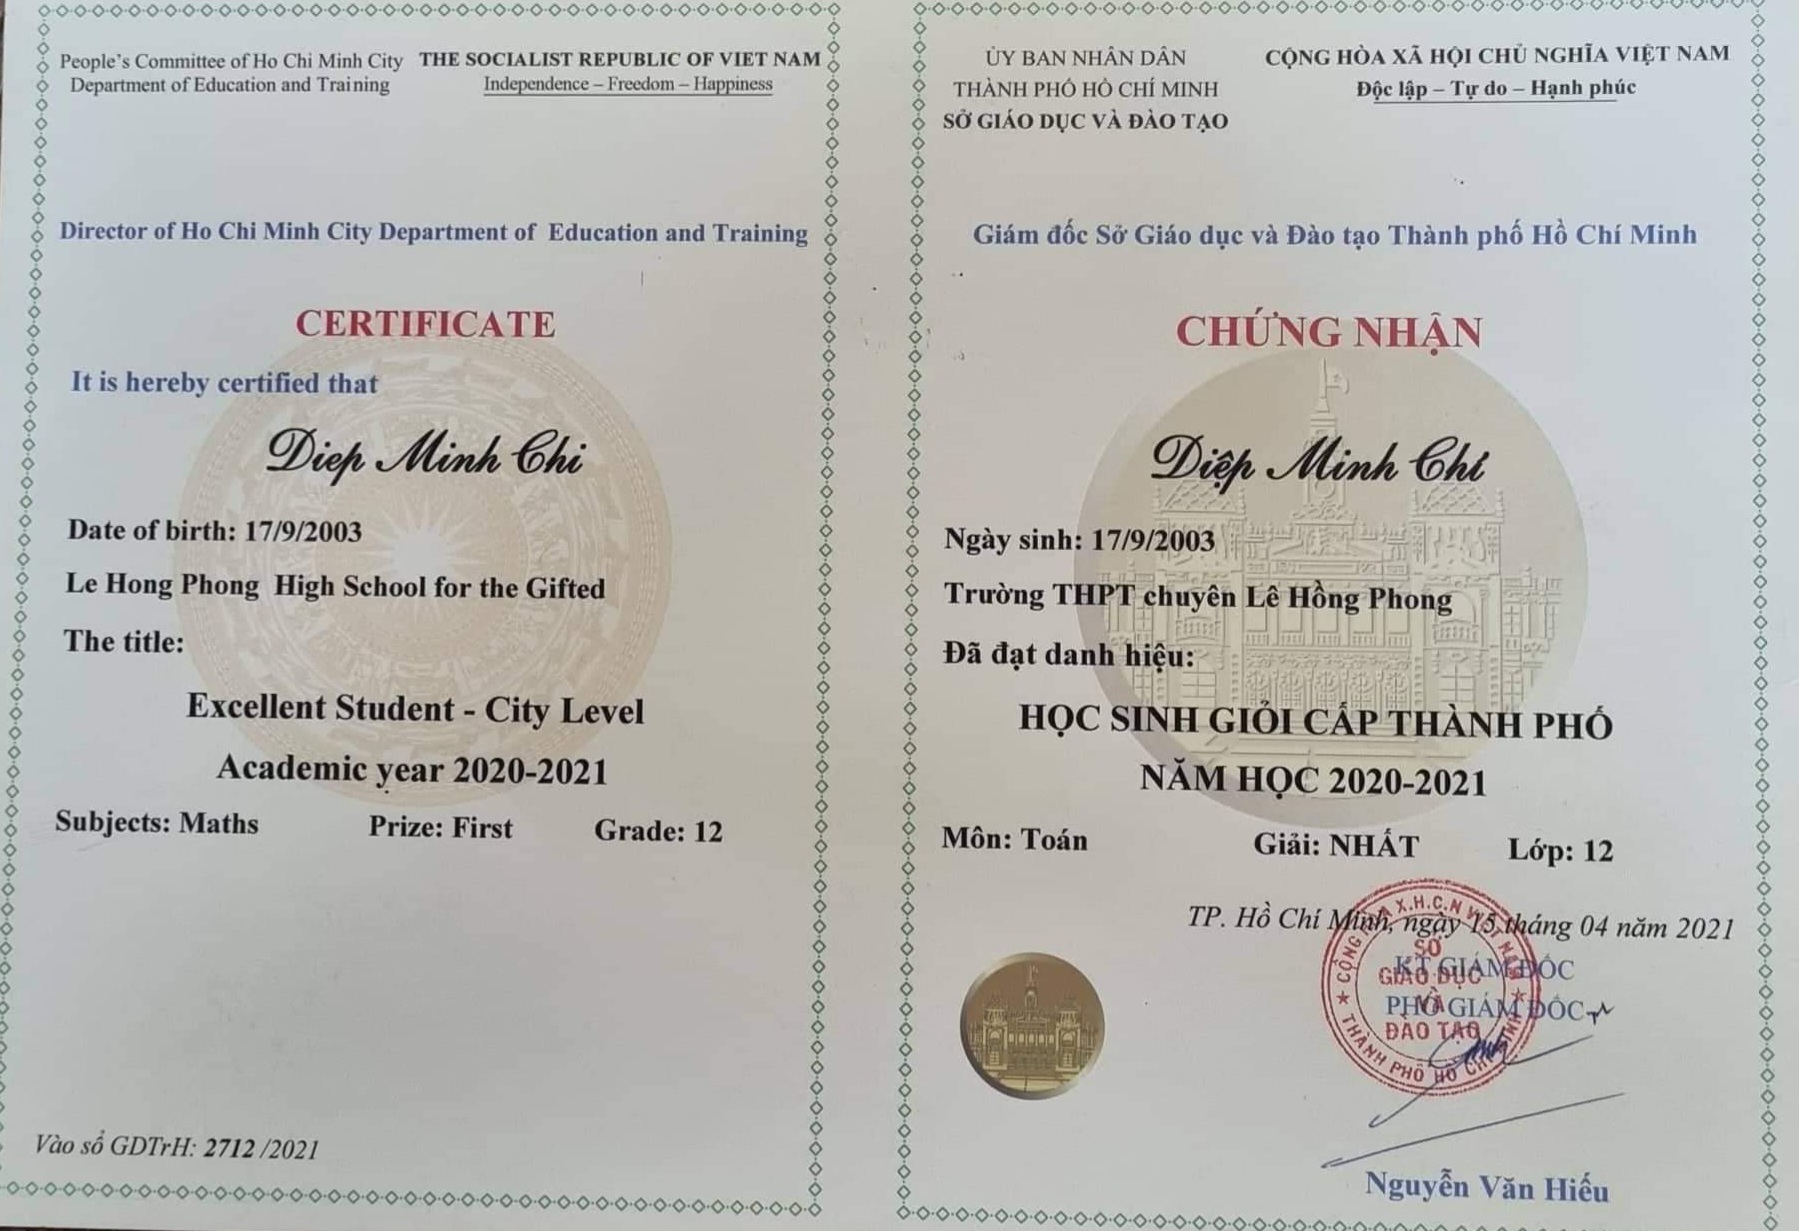 People's Committee of Ho Chi Minh City
Department of Education and Training
THE SOCIALIST REPUBLIC OF VIET NAM
Independence – Freedom – Happiness
Director of Ho Chi Minh City Department of Education and Training
CERTIFICATE
It is hereby certified that
Diep Minh Chi
Date of birth: 17/9/2003
Le Hong Phong High School for the Gifted
The title:
Excellent Student - City Level
Academic year 2020-2021
Subjects: Maths Prize: First Grade: 12
Vào sổ GDTrH: 2712 /2021
ỦY BAN NHÂN DÂN
THÀNH PHỐ HỒ CHÍ MINH
SỞ GIÁO DỤC VÀ ĐÀO TẠO
CỘNG HÒA XÃ HỘI CHỦ NGHĨA VIỆT NAM
Độc lập – Tự do – Hạnh phúc
Giám đốc Sở Giáo dục và Đào tạo Thành phố Hồ Chí Minh
CHỨNG NHẬN
Diệp Minh Chí
Ngày sinh: 17/9/2003
Trường THPT chuyên Lê Hồng Phong
Đã đạt danh hiệu:
HỌC SINH GIỎI CẤP THÀNH PHỐ
NĂM HỌC 2020-2021
Môn: Toán Giải: NHẤT Lớp: 12
TP. Hồ Chí Minh, ngày 15 tháng 04 năm 2021
KT GIÁM ĐỐC
PHÓ GIÁM ĐỐC
CỘNG HÒA X.H.C.N VIỆT NAM
SỞ
GIÁO DỤC
VÀ
ĐÀO TẠO
★ THÀNH PHỐ HỒ CHÍ MINH ★
Nguyễn Văn Hiếu